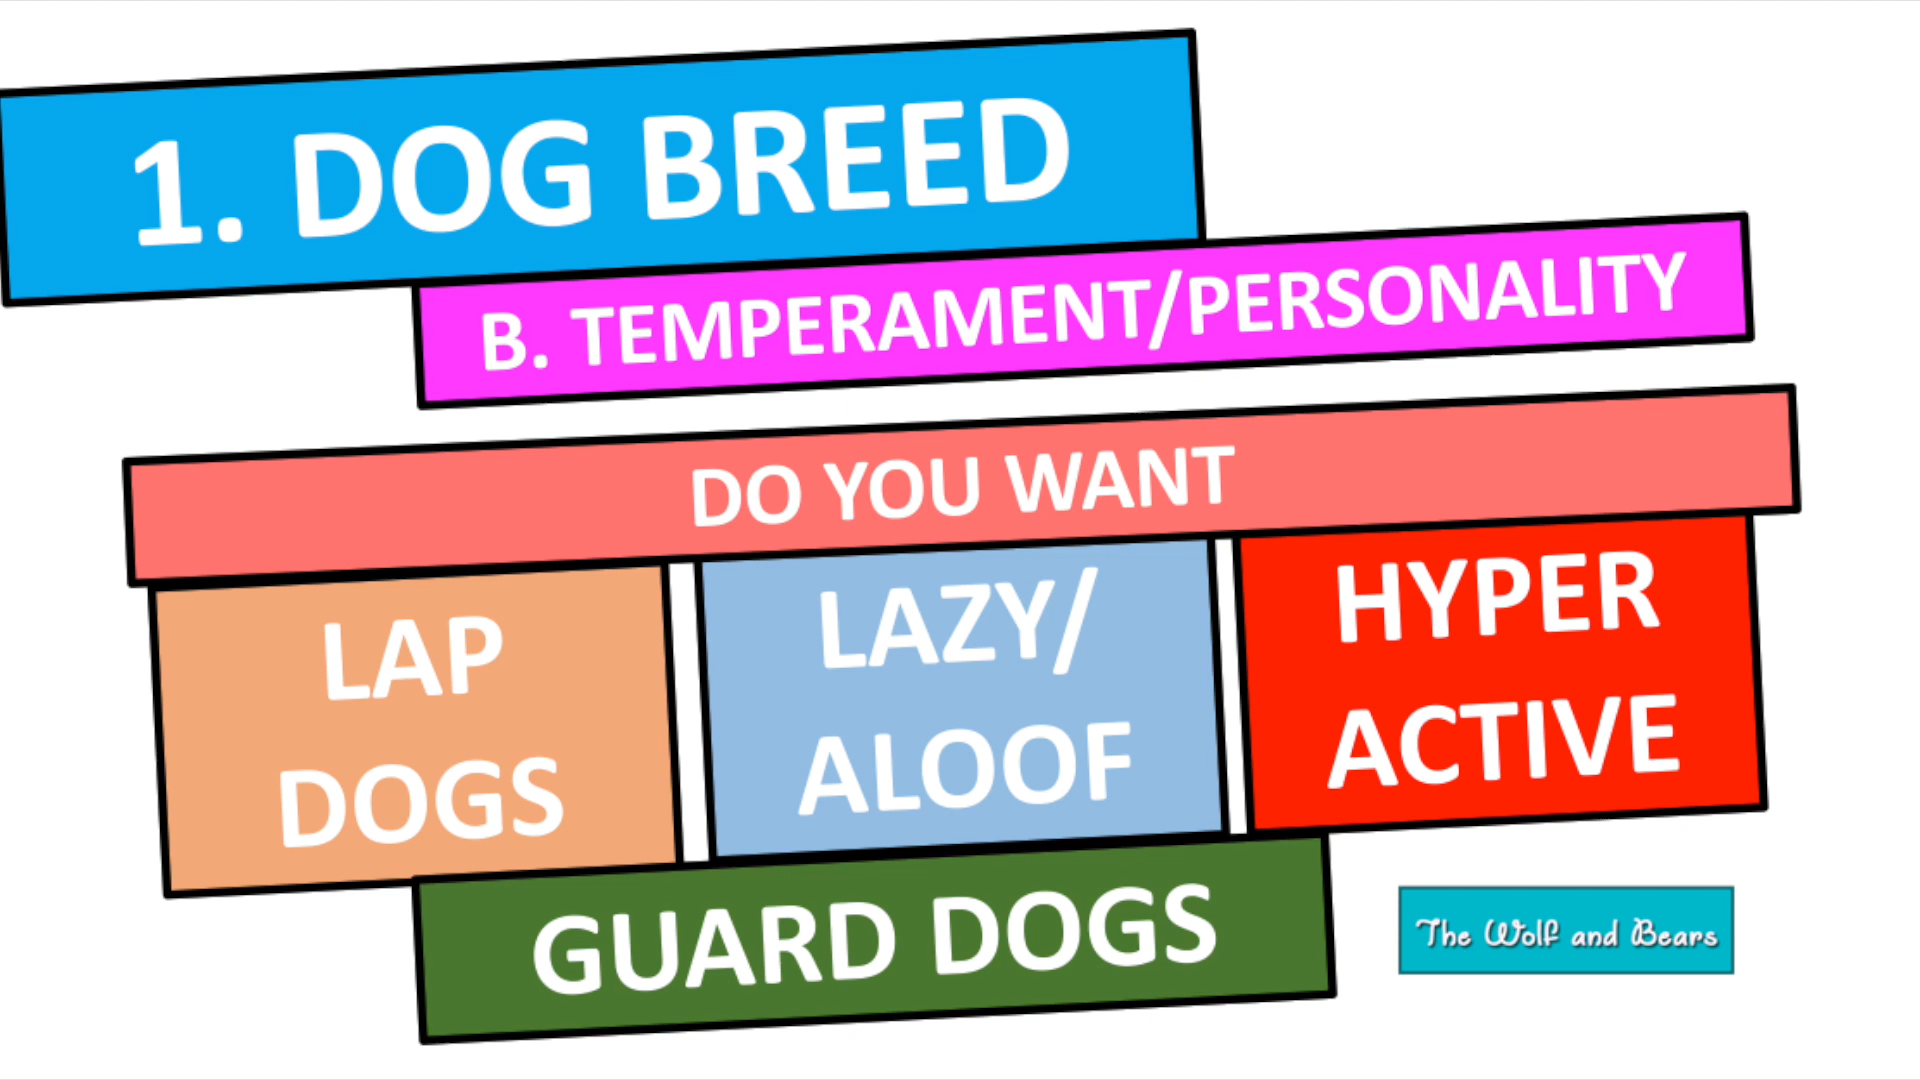 1. DOG BREED
B. TEMPERAMENT/PERSONALITY
DO YOU WANT
LAP
DOGS
LAZY/
ALOOF
HYPER
ACTIVE
GUARD DOGS
The Wolf and Bears